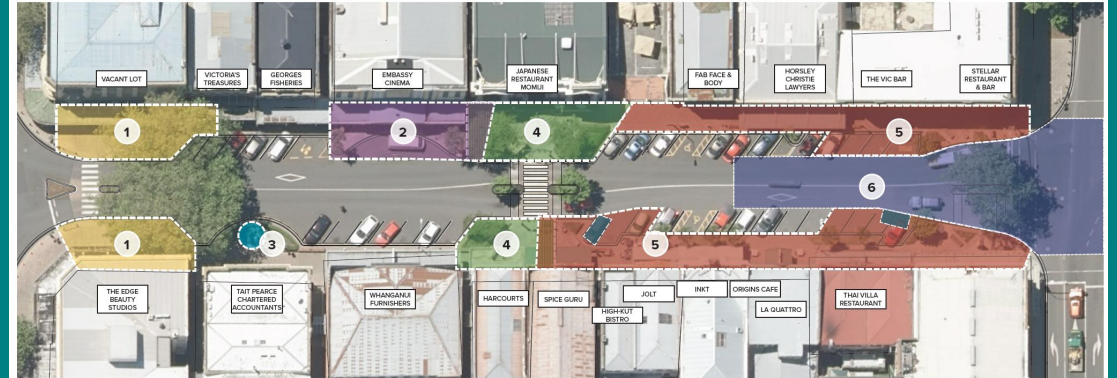 VACANT LOT
VICTORIA'S
TREASURES
GEORGES
FISHERIES
EMBASSY
CINEMA
JAPANESE
RESTAURANT
MOMIJI
FAB FACE &
BODY
HORSLEY
CHRISTIE
LAWYERS
THE VIC BAR
STELLAR
RESTAURANT
& BAR
1
2
4
5
6
1
3
4
5
THE EDGE
BEAUTY
STUDIOS
TAIT PEARCE
CHARTERED
ACCOUNTANTS
WHANGANUI
FURNISHERS
HARCOURTS
SPICE GURU
JOLT
HIGH-KUT
BISTRO
INKT
ORIGINS CAFE
LA QUATTRO
THAI VILLA
RESTAURANT